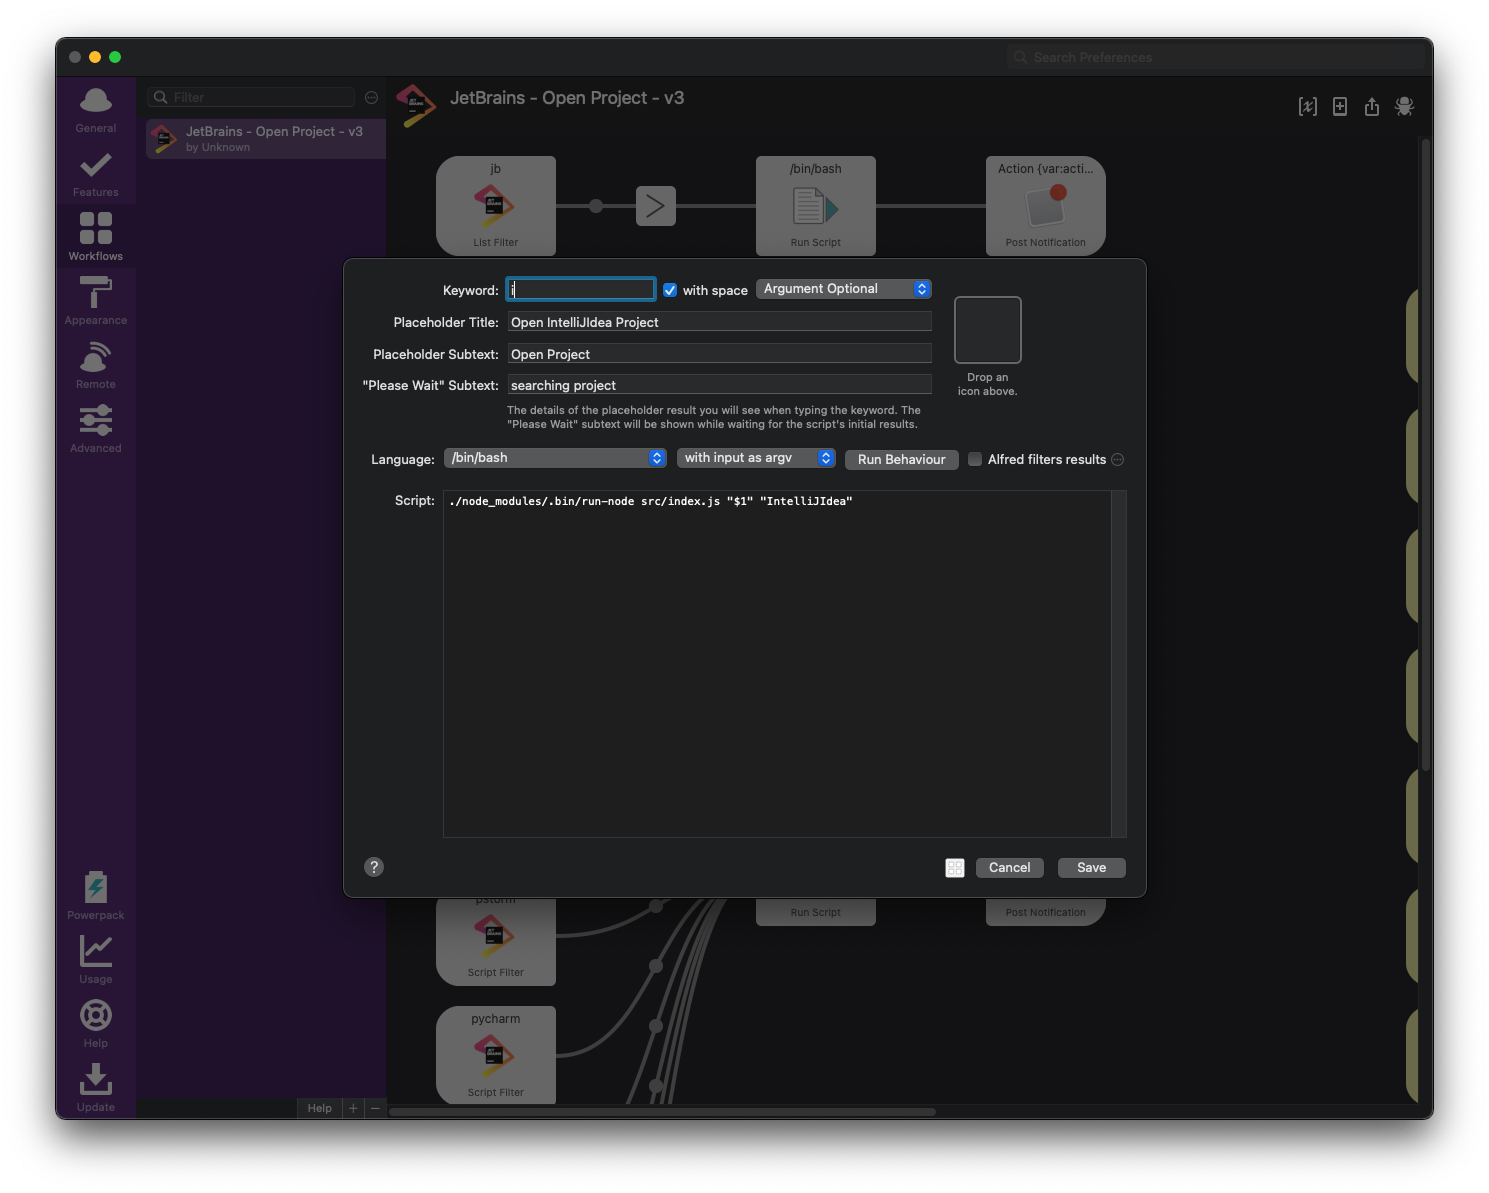 Search Preferences
General
Features
Workflows
Appearance
Remote
Advanced
Powerpack
Usage
Help
Update
Filter
JetBrains - Open Project - v3
by Unknown
Help + −
JetBrains - Open Project - v3
jb
List Filter
/bin/bash
Run Script
Action {var:acti...
Post Notification
Keyword: i with space Argument Optional
Placeholder Title: Open IntelliJIdea Project
Placeholder Subtext: Open Project
"Please Wait" Subtext: searching project
Drop an
icon above.
The details of the placeholder result you will see when typing the keyword. The
"Please Wait" subtext will be shown while waiting for the script's initial results.
Language: /bin/bash with input as argv Run Behaviour Alfred filters results
Script: ./node_modules/.bin/run-node src/index.js "$1" "IntelliJIdea"
? Cancel Save
pstorm
Script Filter
Run Script
Post Notification
pycharm
Script Filter